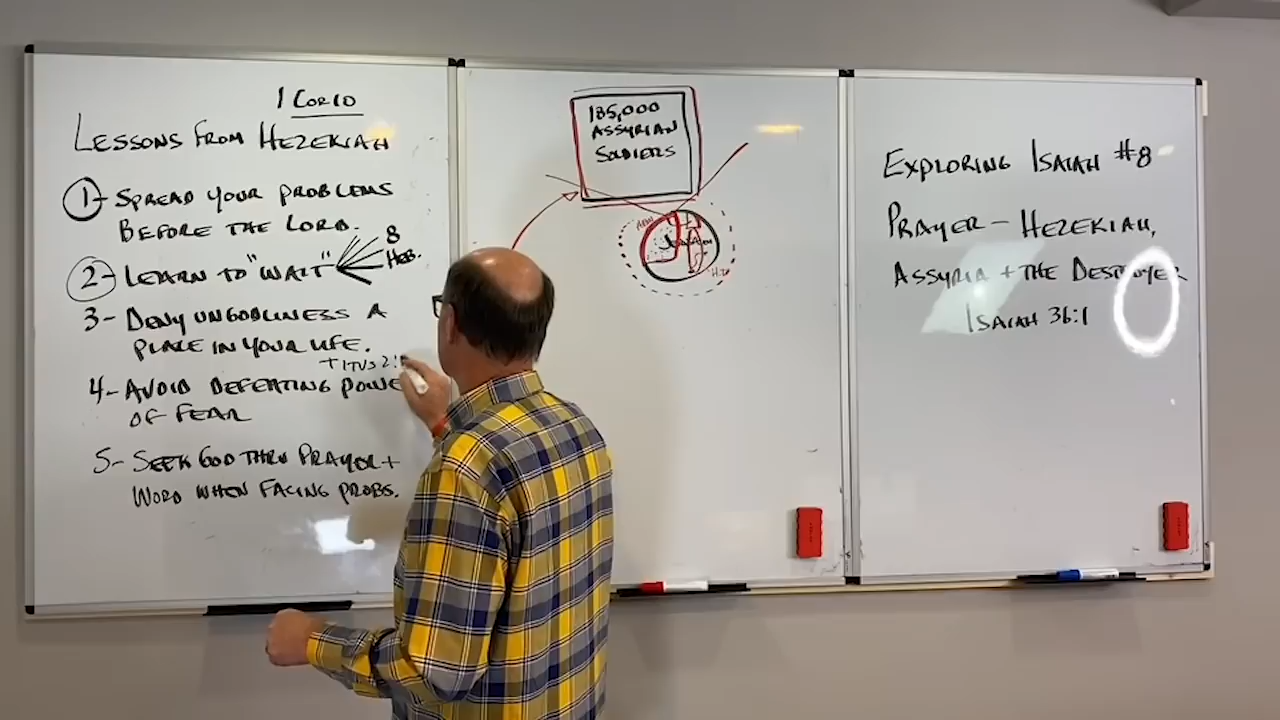 1 COR 10
LESSONS FROM HEZEKIAH
1- SPREAD YOUR PROBLEMS
BEFORE THE LORD.
2- LEARN TO "WAIT"
8
HEB.
3- DENY UNGODLINESS A
PLACE IN YOUR LIFE.
+ TITUS 2:
4- AVOID DEFEATING POWE
OF FEAR
5- SEEK GOD THRU PRAYER +
WORD WHEN FACING PROBS.
185,000
ASSYRIAN
SOLDIERS
EXPLORING ISAIAH #8
PRAYER - HEZEKIAH,
ASSYRIA + THE DESTROYER
ISAIAH 36:1